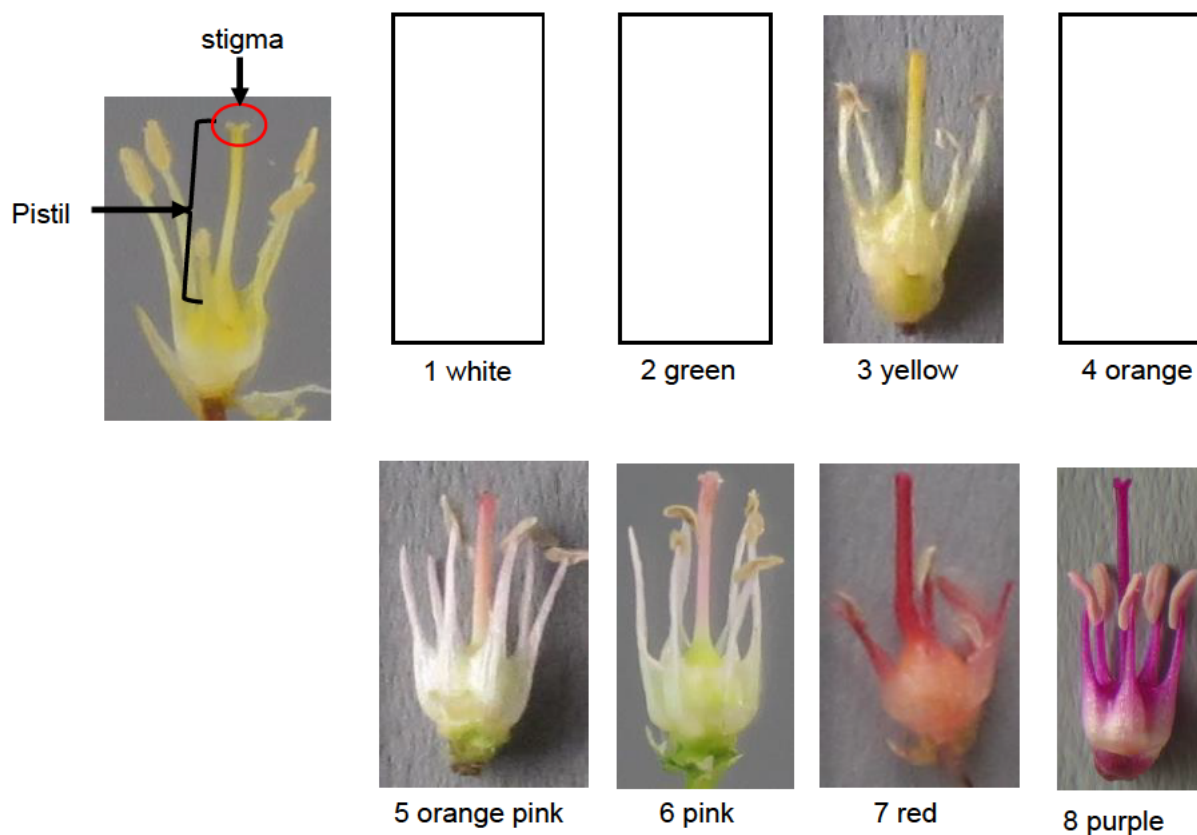 stigma
Pistil
1 white
2 green
3 yellow
4 orange
5 orange pink
6 pink
7 red
8 purple